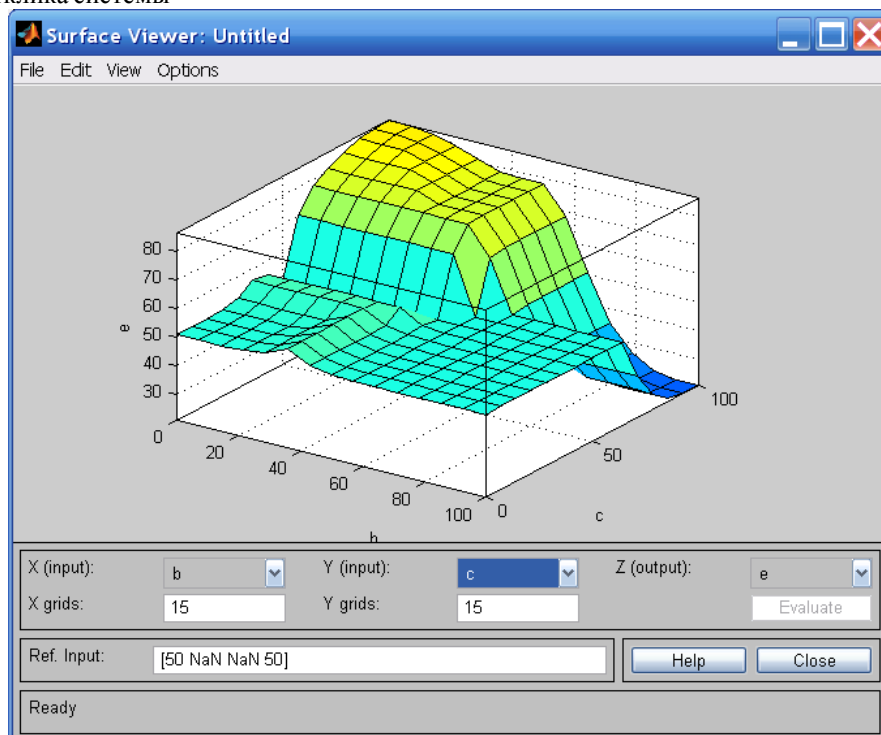 системы
Surface Viewer: Untitled
File Edit View Options
80
70
60
50
40
30
e
0
20
40
60
80
100
0
50
100
b
c
X (input): b Y (input): c Z (output): e
X grids: 15 Y grids: 15 Evaluate
Ref. Input: [50 NaN NaN 50] Help Close
Ready